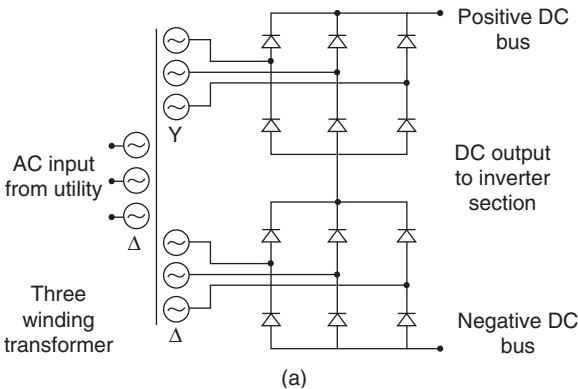 Positive DC
bus
Y
AC input
from utility
Δ
DC output
to inverter
section
Three
winding
transformer
Δ
Negative DC
bus
(a)